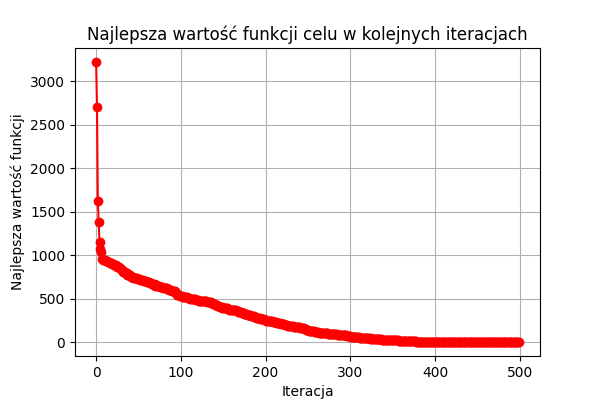 Najlepsza wartość funkcji celu w kolejnych iteracjach
3000
2500
2000
1500
1000
500
0
Najlepsza wartość funkcji
0 100 200 300 400 500
Iteracja